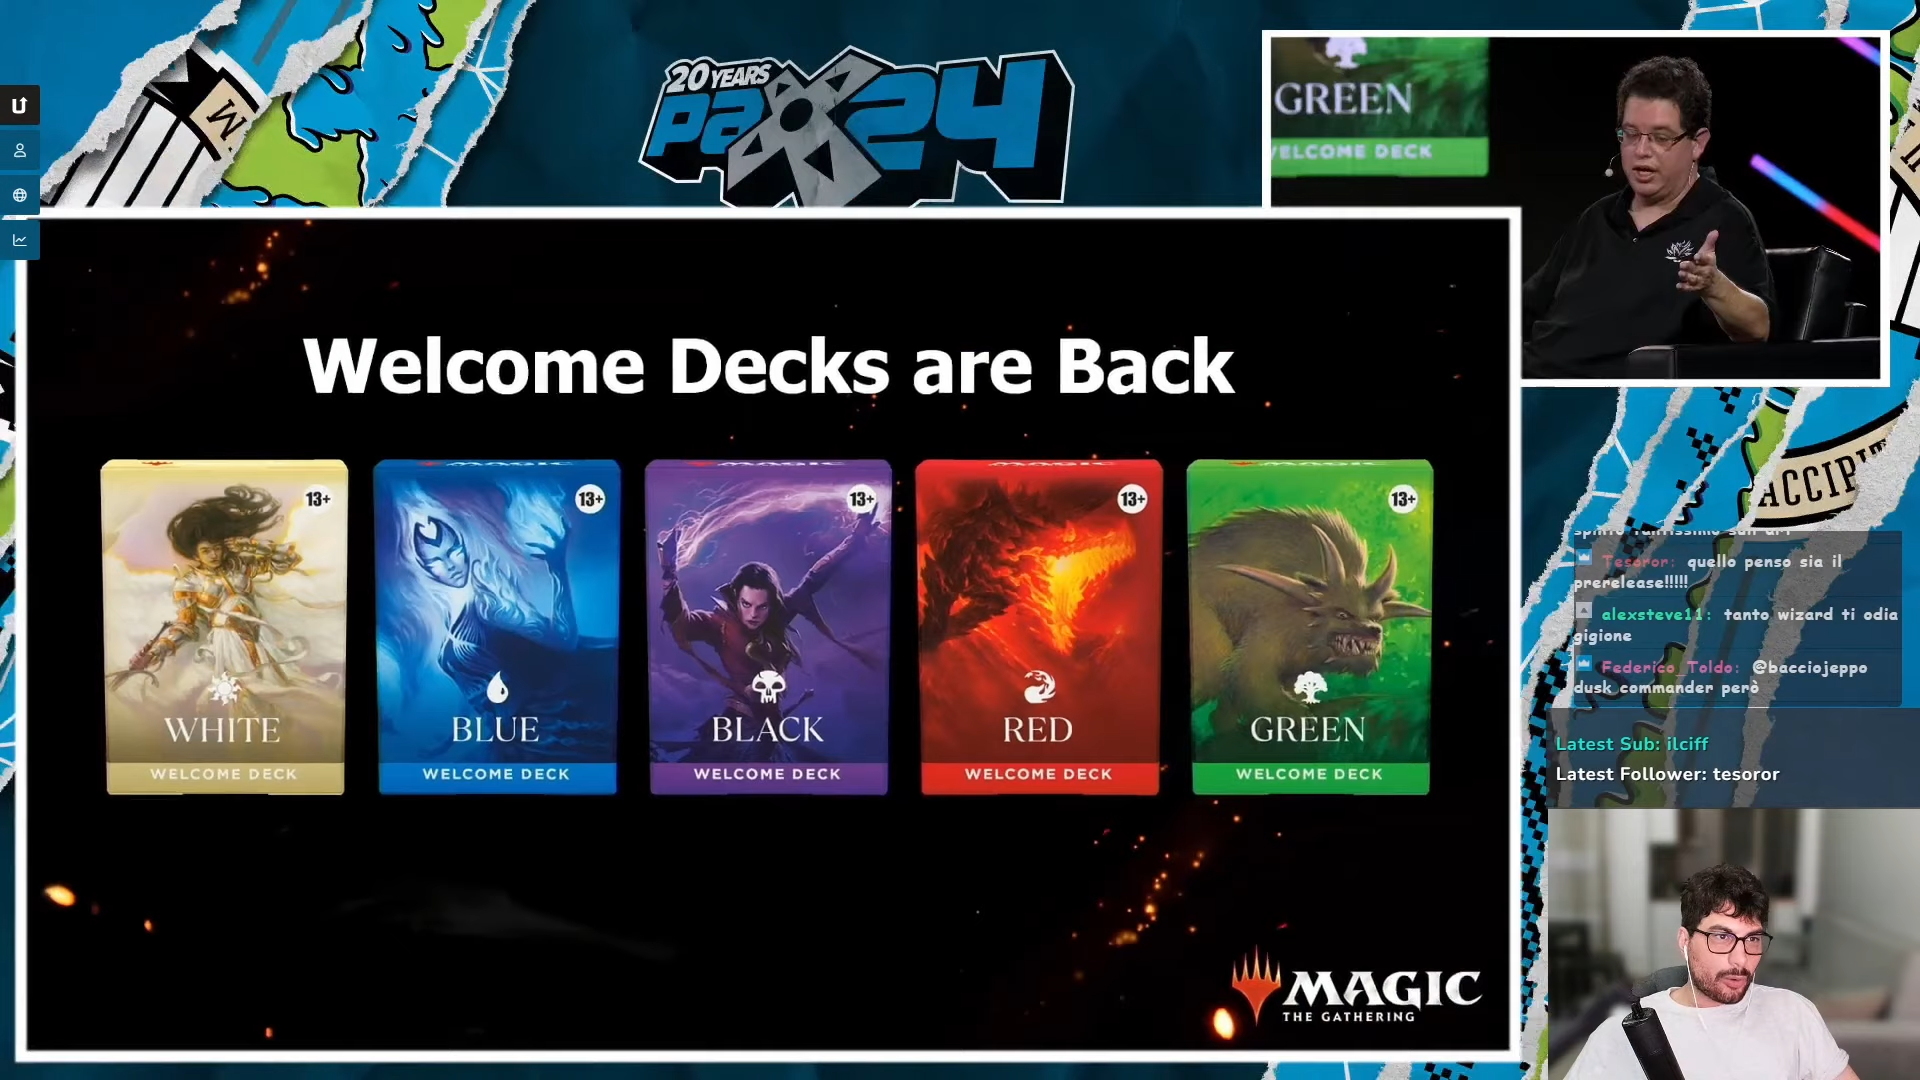 20 YEARS
PAX 24
GREEN
WELCOME DECK
Welcome Decks are Back
13+
13+
13+
13+
13+
WHITE
WELCOME DECK
BLUE
WELCOME DECK
BLACK
WELCOME DECK
RED
WELCOME DECK
GREEN
WELCOME DECK
MAGIC
THE GATHERING
ACCIPIT
Tesoror: quello penso sia il
prerelease!!!!!
alexsteve11: tanto wizard ti odia
gigione
Federico Toldo: @bacciojeppo
dusk commander però
Latest Sub: ilciff
Latest Follower: tesoror